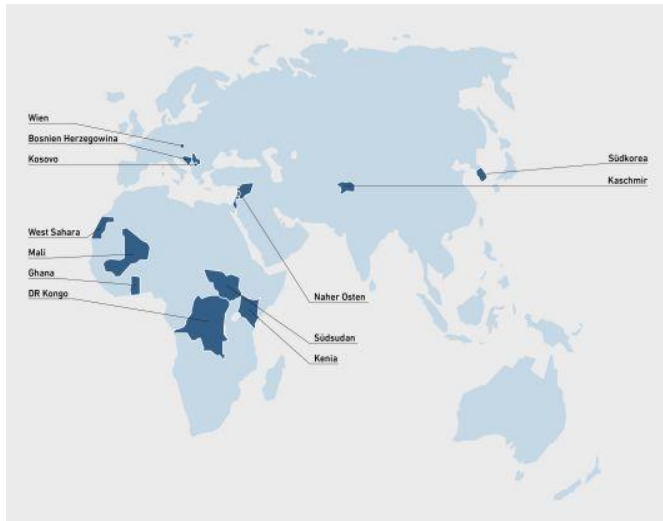 Wien
Bosnien Herzegowina
Kosovo
Südkorea
Kaschmir
West Sahara
Mali
Ghana
DR Kongo
Naher Osten
Südsudan
Kenia